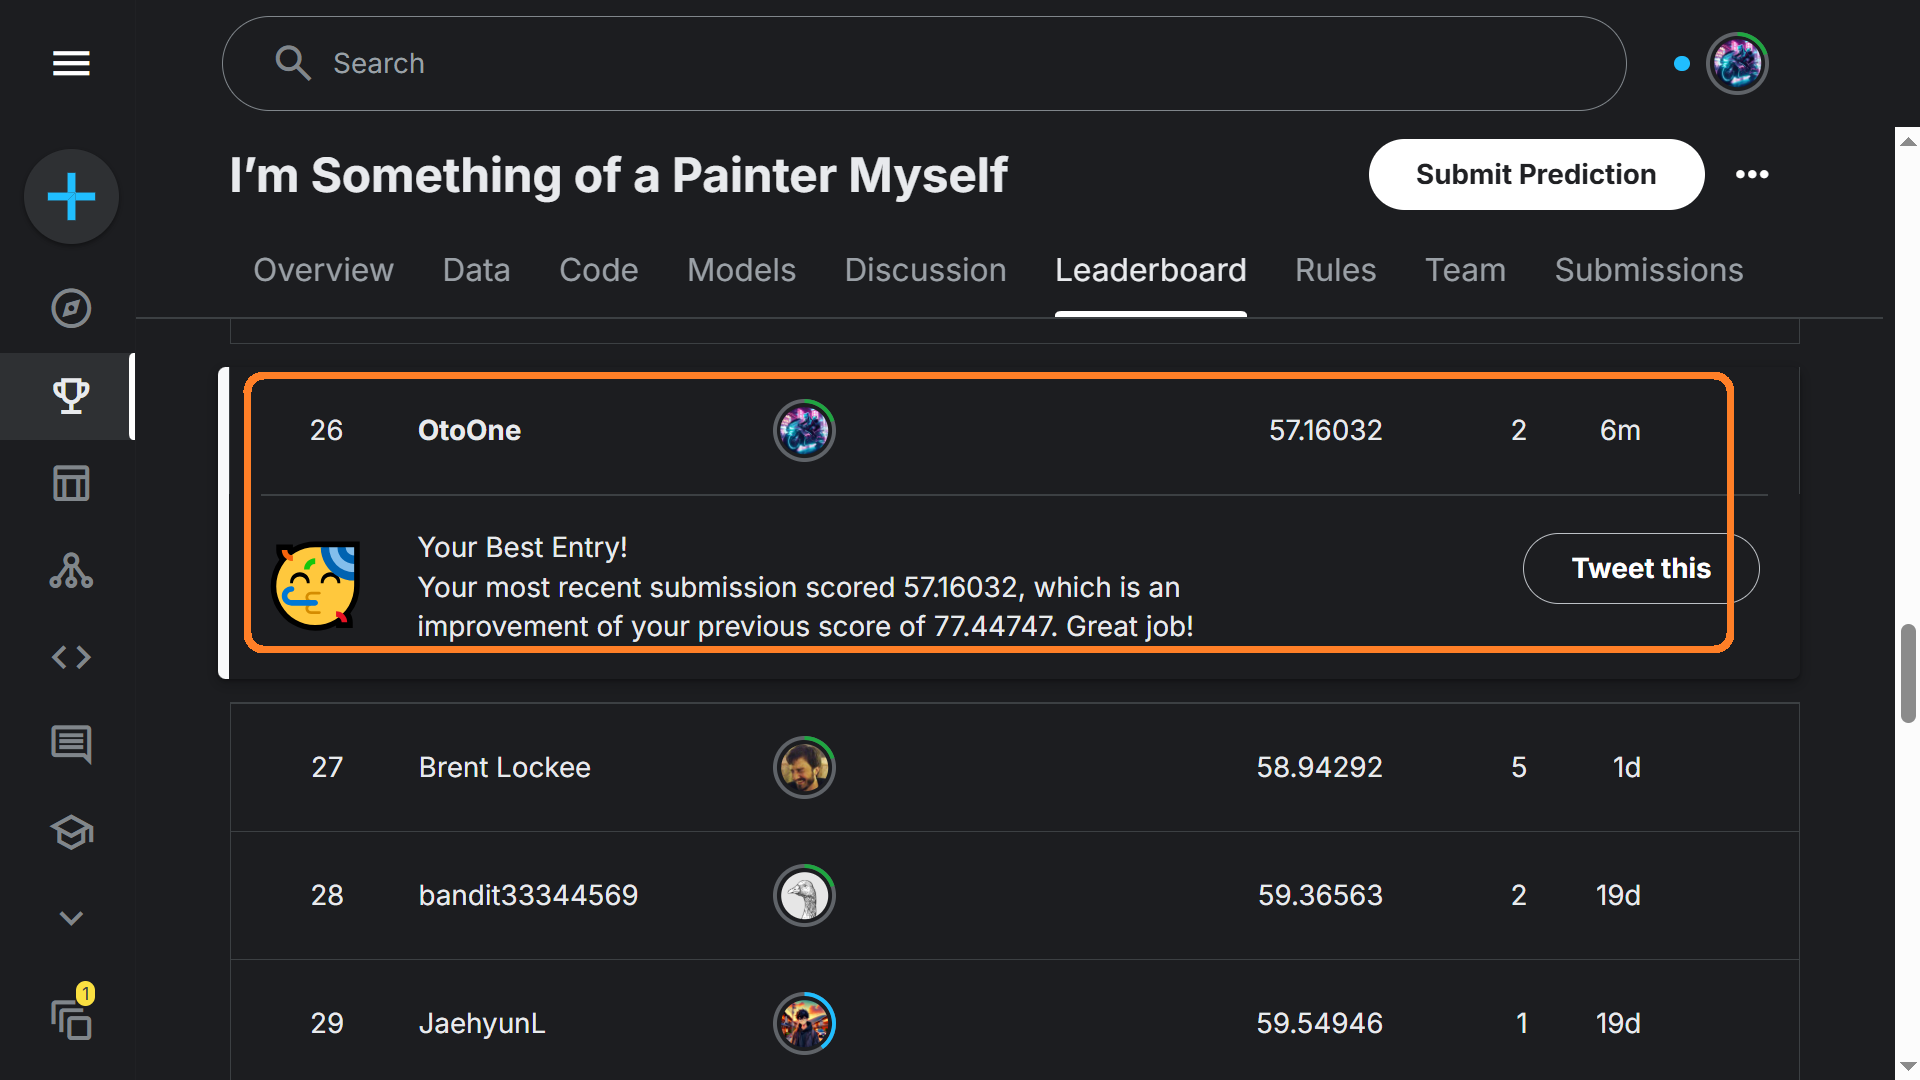 Search
I’m Something of a Painter Myself
Submit Prediction
Overview Data Code Models Discussion Leaderboard Rules Team Submissions
26 OtoOne 57.16032 2 6m
Your Best Entry!
Your most recent submission scored 57.16032, which is an
improvement of your previous score of 77.44747. Great job!
Tweet this
27 Brent Lockee 58.94292 5 1d
28 bandit33344569 59.36563 2 19d
1
29 JaehyunL 59.54946 1 19d